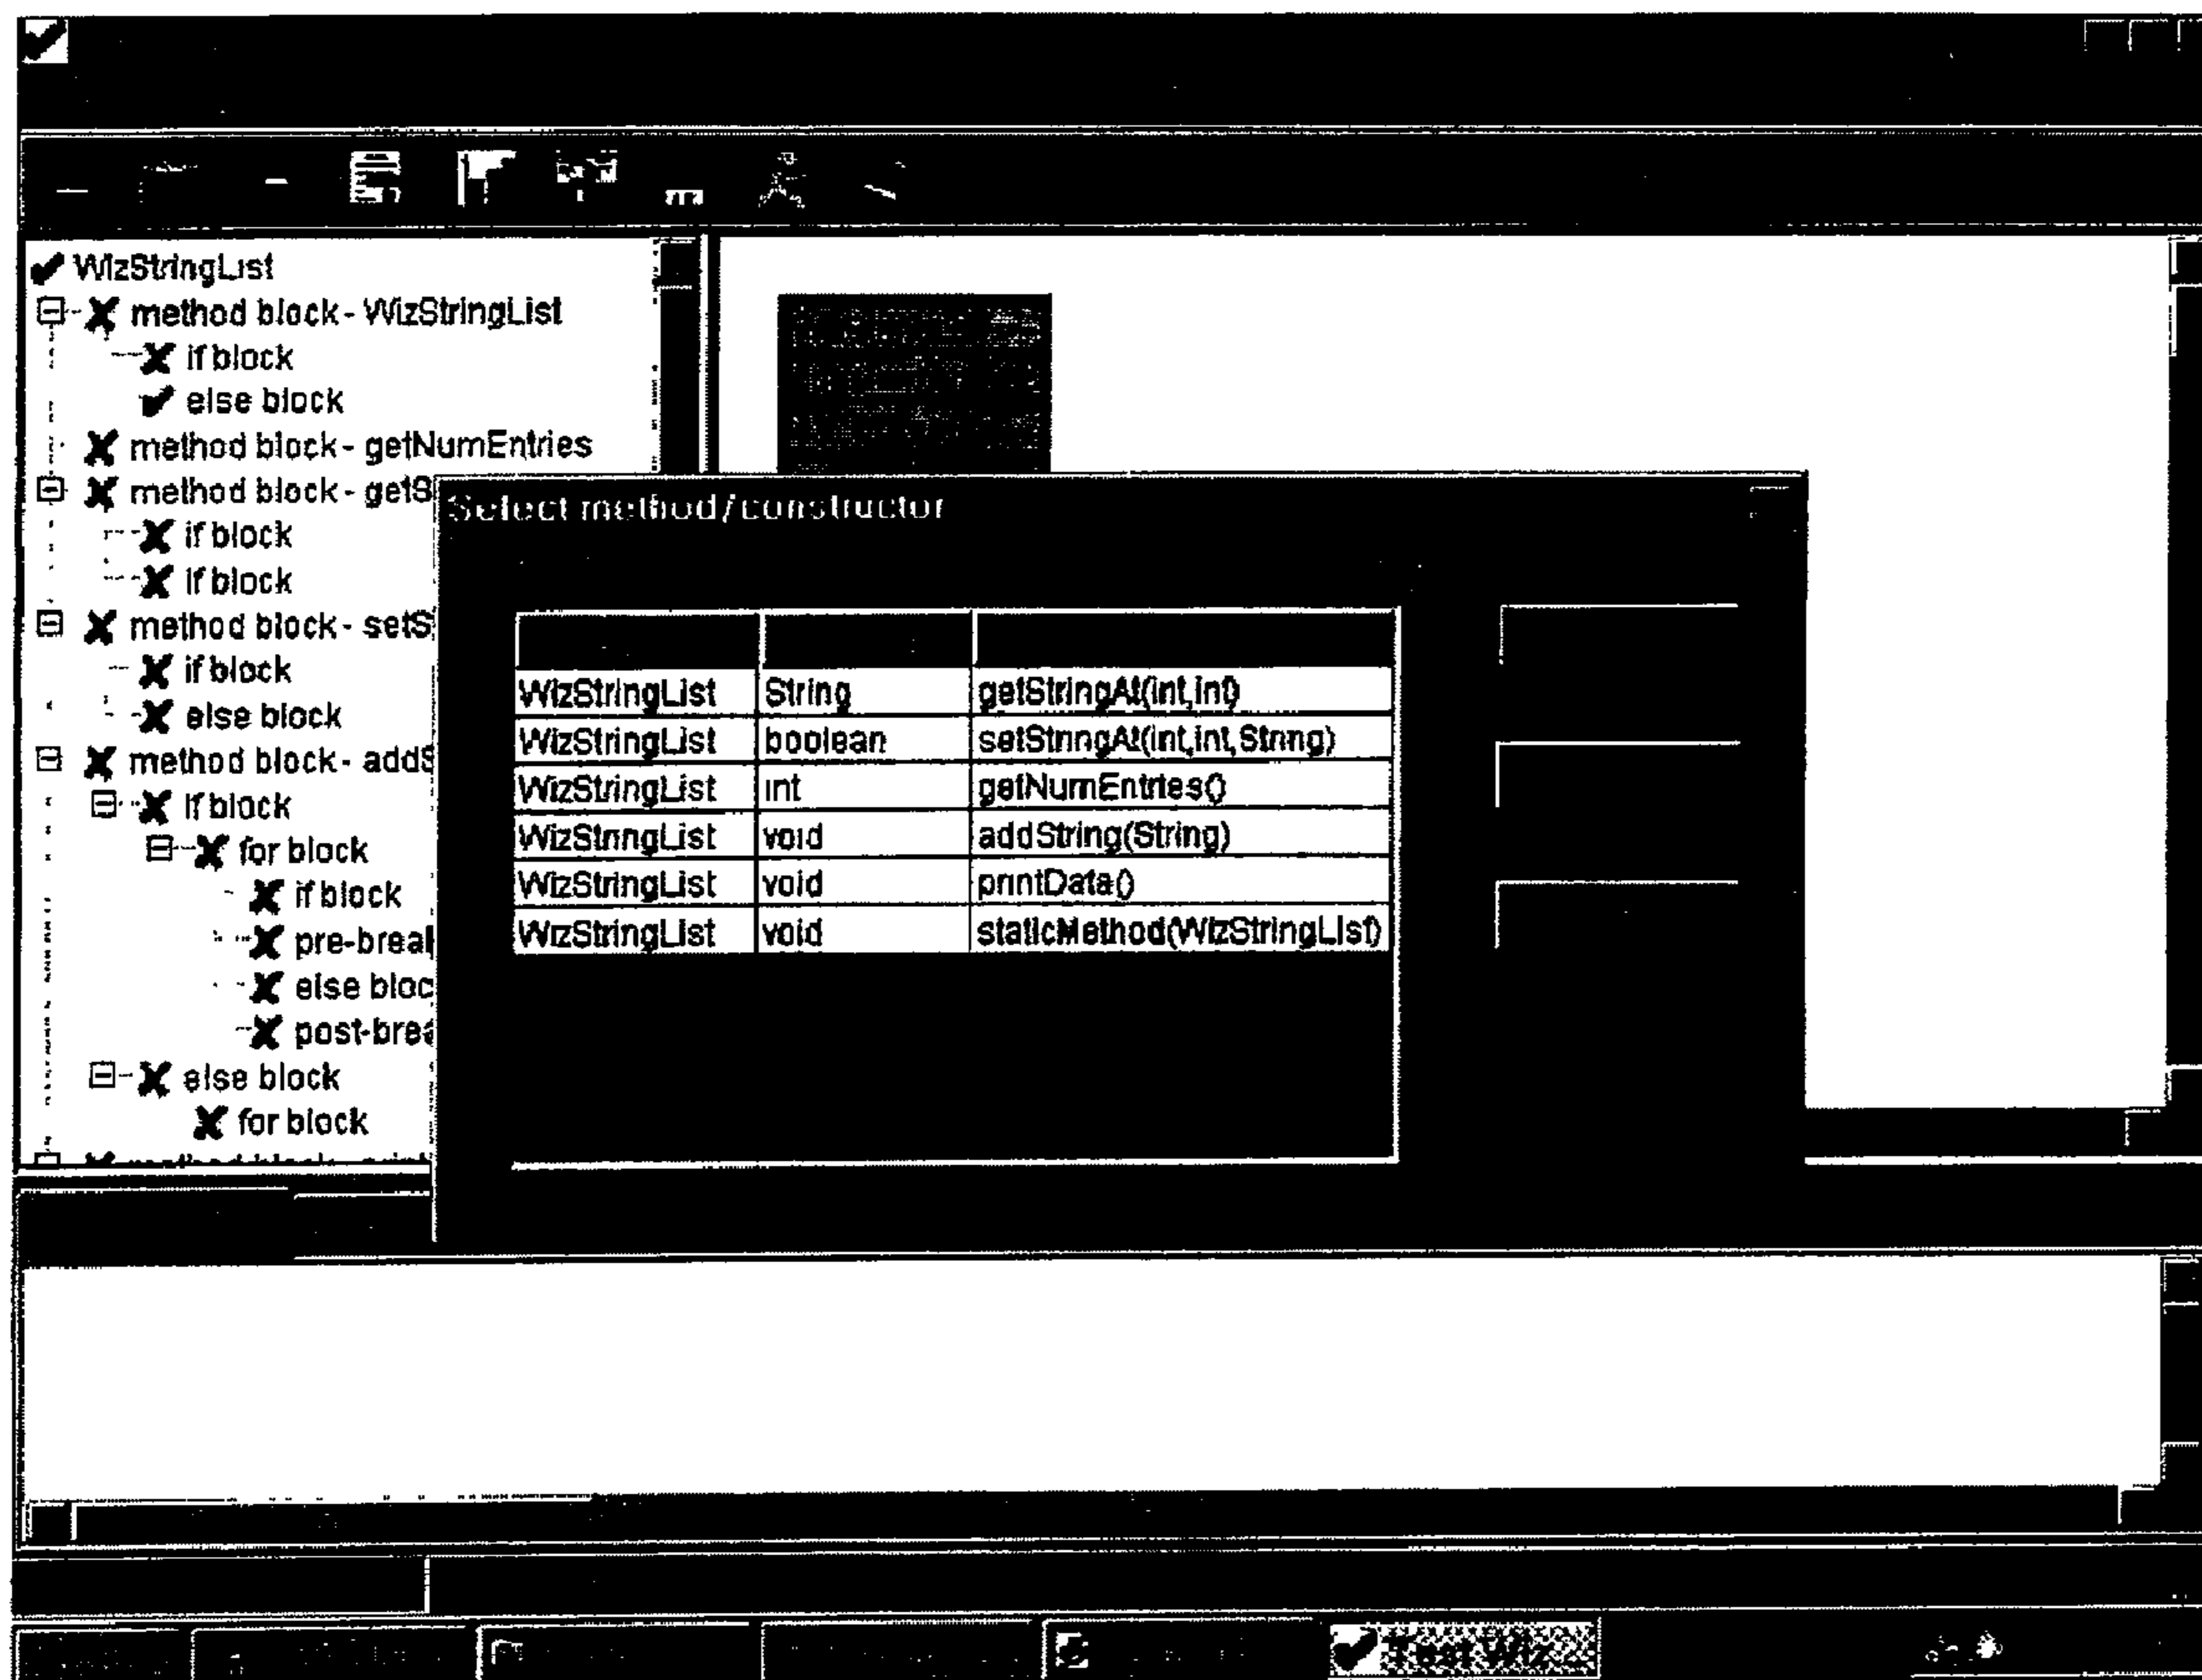 WizStringList
method block - WizStringList
if block
else block
method block - getNumEntries
method block - getS
if block
if block
method block - setS
if block
else block
method block - addS
if block
for block
if block
pre-brea
else bloc
post-brea
else block
for block
Select method/constructor
WizStringList String getStringAt(int,int)
WizStringList boolean setStringAt(int,int,String)
WizStringList int getNumEntries()
WizStringList void addString(String)
WizStringList void printData()
WizStringList void staticMethod(WizStringList)
Test Wiz